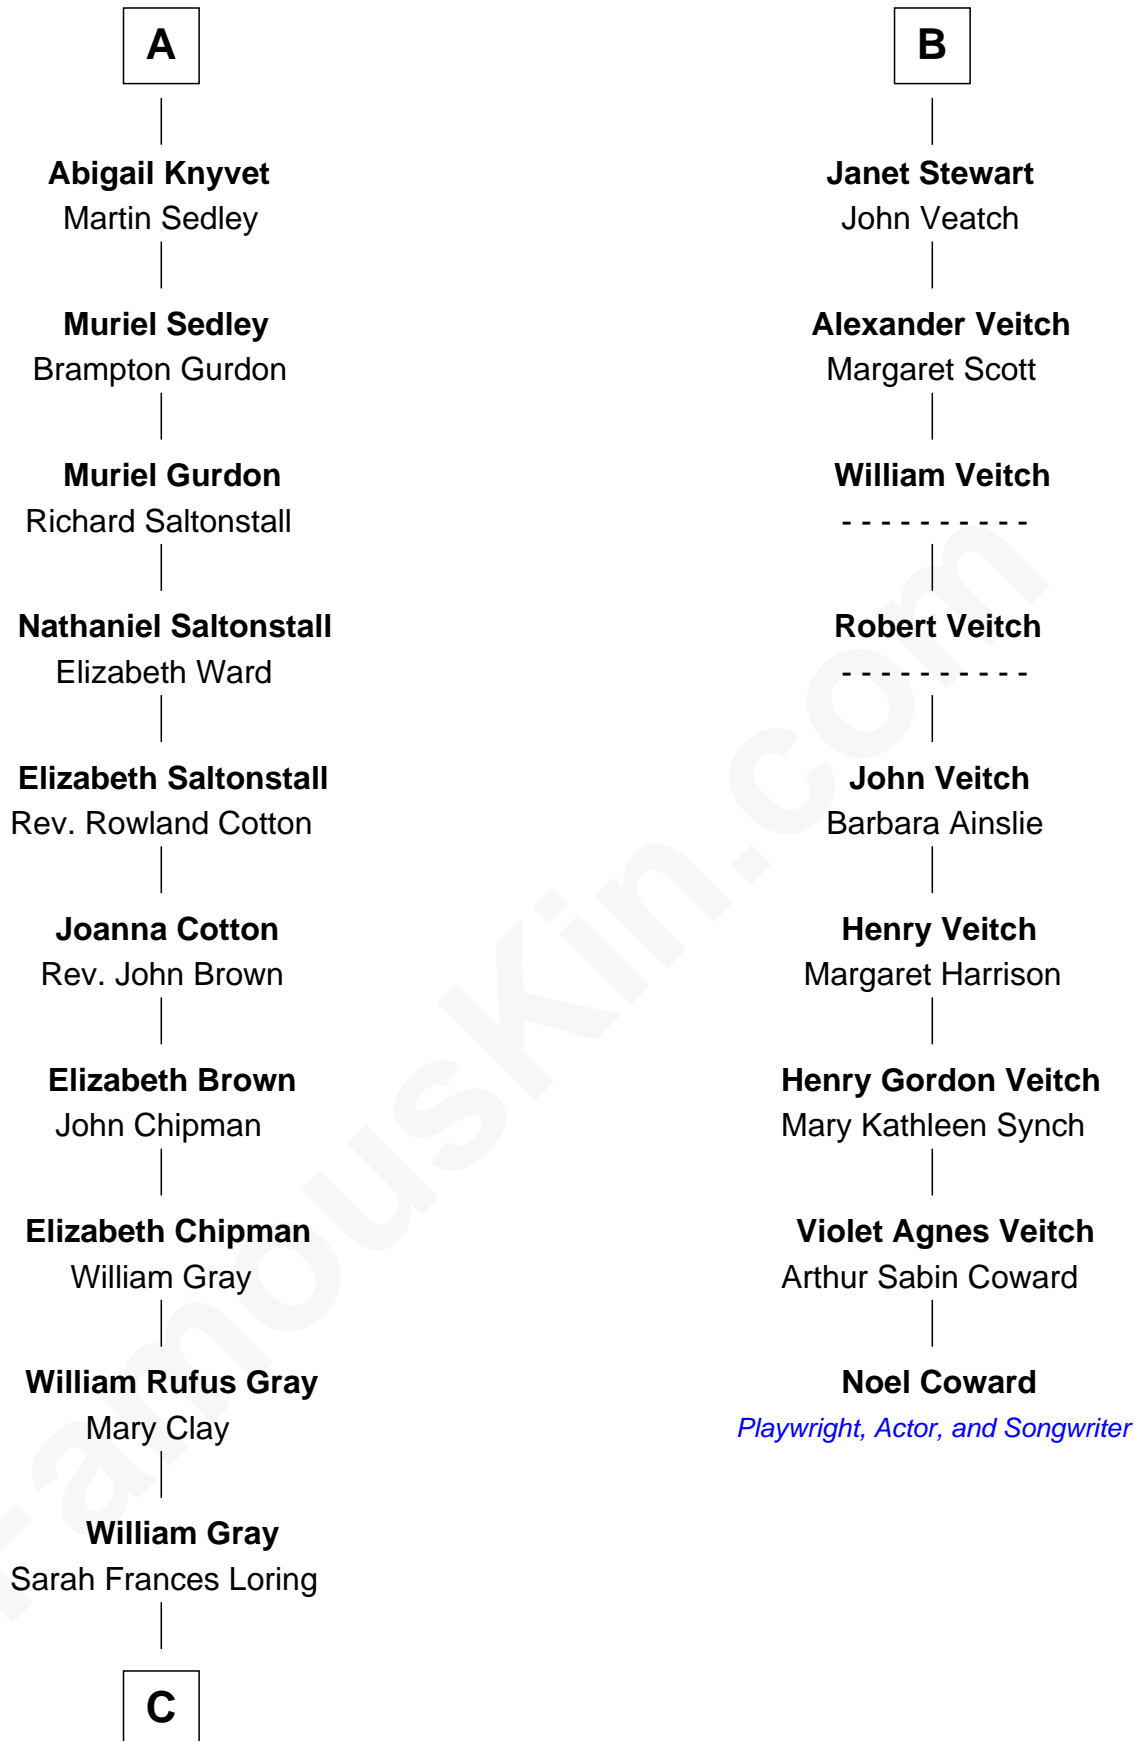 A
Abigail Knyvet
Martin Sedley
Muriel Sedley
Brampton Gurdon
Muriel Gurdon
Richard Saltonstall
Nathaniel Saltonstall
Elizabeth Ward
Elizabeth Saltonstall
Rev. Rowland Cotton
Joanna Cotton
Rev. John Brown
Elizabeth Brown
John Chipman
Elizabeth Chipman
William Gray
William Rufus Gray
Mary Clay
William Gray
Sarah Frances Loring
C
B
Janet Stewart
John Veatch
Alexander Veitch
Margaret Scott
William Veitch
- - - - - - - - - -
Robert Veitch
- - - - - - - - - -
John Veitch
Barbara Ainslie
Henry Veitch
Margaret Harrison
Henry Gordon Veitch
Mary Kathleen Synch
Violet Agnes Veitch
Arthur Sabin Coward
Noel Coward
Playwright, Actor, and Songwriter
FamousKin.com